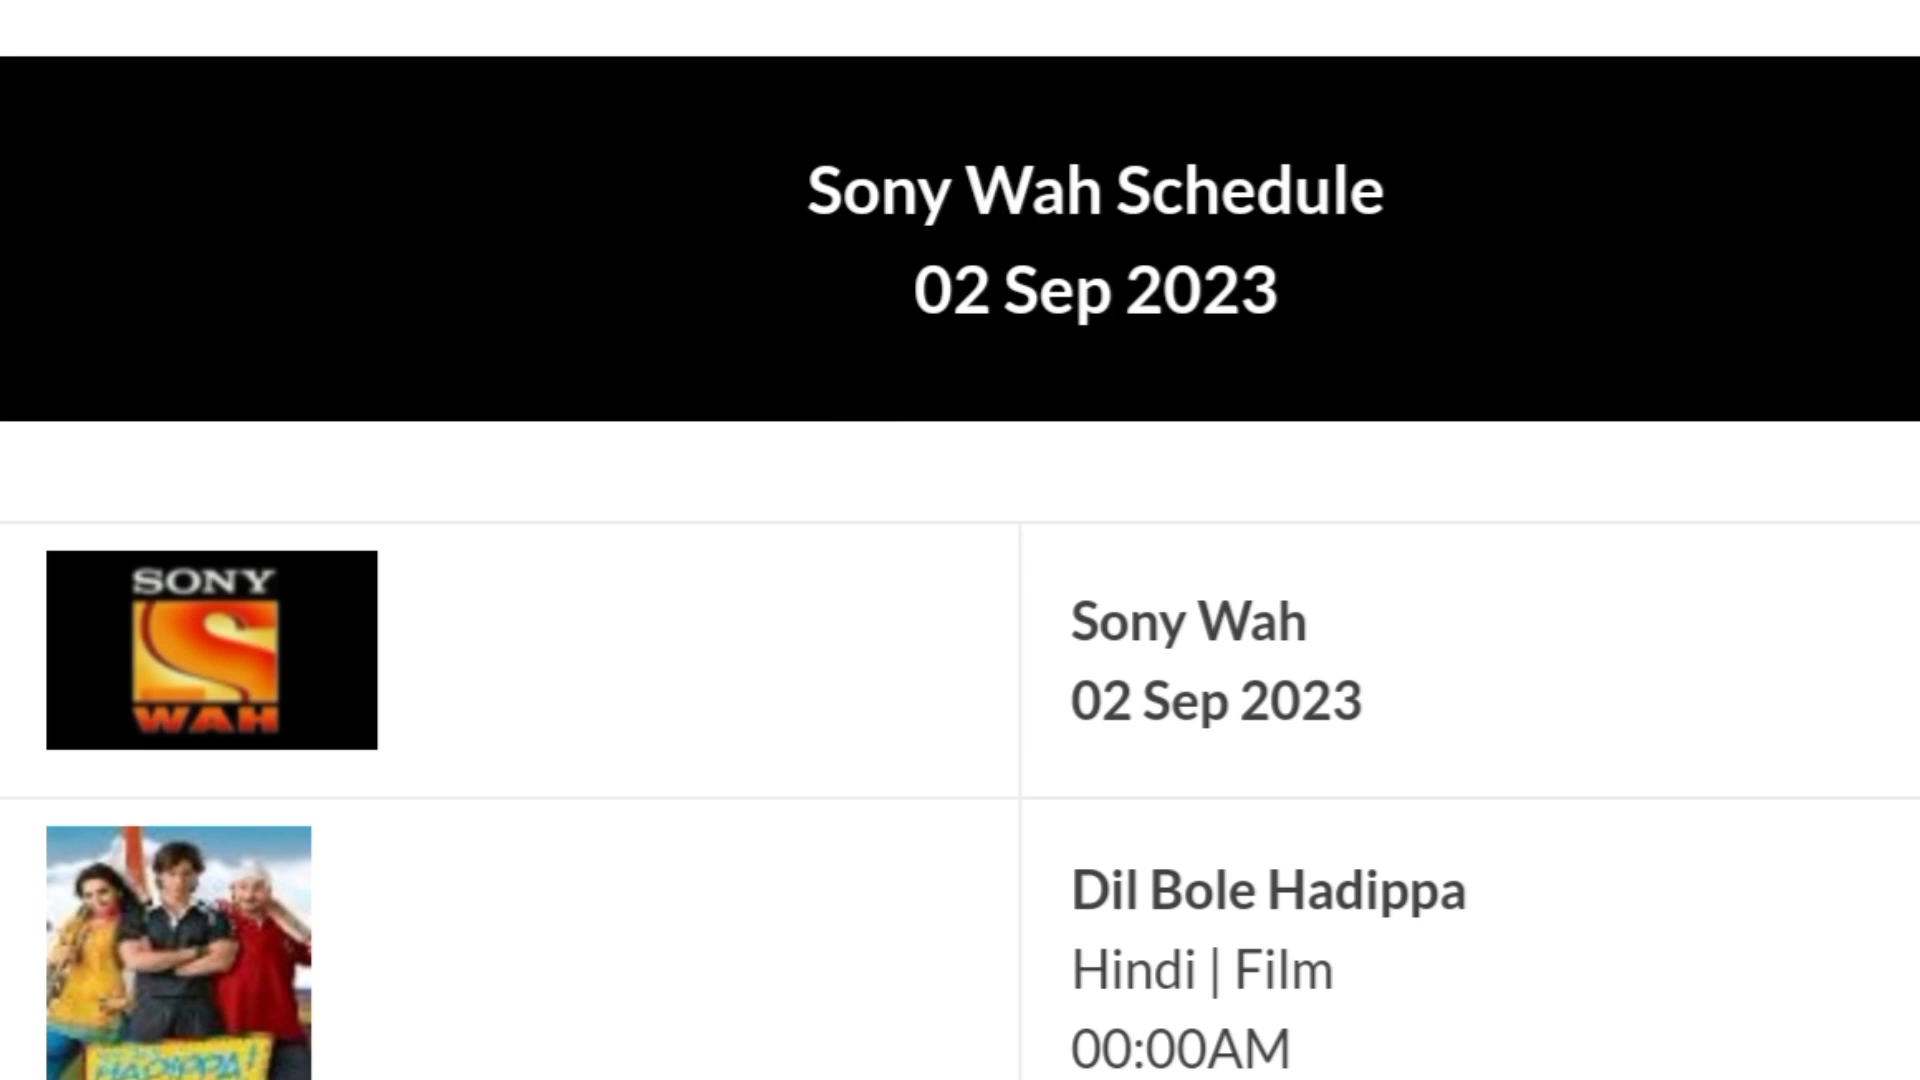 Sony Wah Schedule
02 Sep 2023
SONY
WAH
Sony Wah
02 Sep 2023
HADIPPA!
Dil Bole Hadippa
Hindi | Film
00:00AM